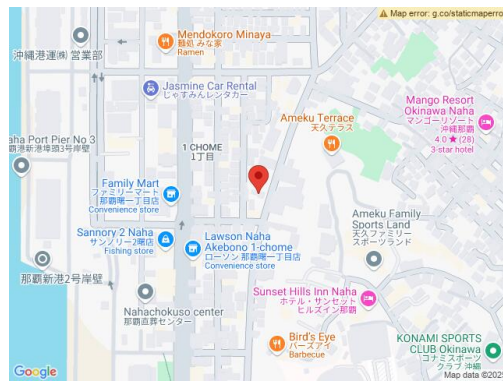 Map error: g.co/staticmaperro
Mendokoro Minaya
麺処 みな家
Ramen
沖縄港運㈱ 営業部
Jasmine Car Rental
じゃすみんレンタカー
Mango Resort
Okinawa Naha
マンゴーリゾート
沖縄那覇
4.0★(28)
3-star hotel
Ameku Terrace
天久テラス
aha Port Pier No 3
那覇新港埠頭3号岸壁
1 CHOME
1丁目
Family Mart
ファミリーマート
那覇曙一丁目店
Convenience store
Ameku Family
Sports Land
天久ファミリー
スポーツランド
Sannory 2 Naha
サンノリー2曙店
Fishing store
Lawson Naha
Akebono 1-chome
ローソン 那覇曙一丁目店
Convenience store
那覇新港2号岸壁
Nahachokuso center
那覇直葬センター
Sunset Hills Inn Naha
ホテル・サンセット
ヒルズイン那覇
Bird's Eye
バーズアイ
Barbecue
KONAMI SPORTS
CLUB Okinawa
コナミスポーツ
クラブ 沖縄
Google
Map data ©2025